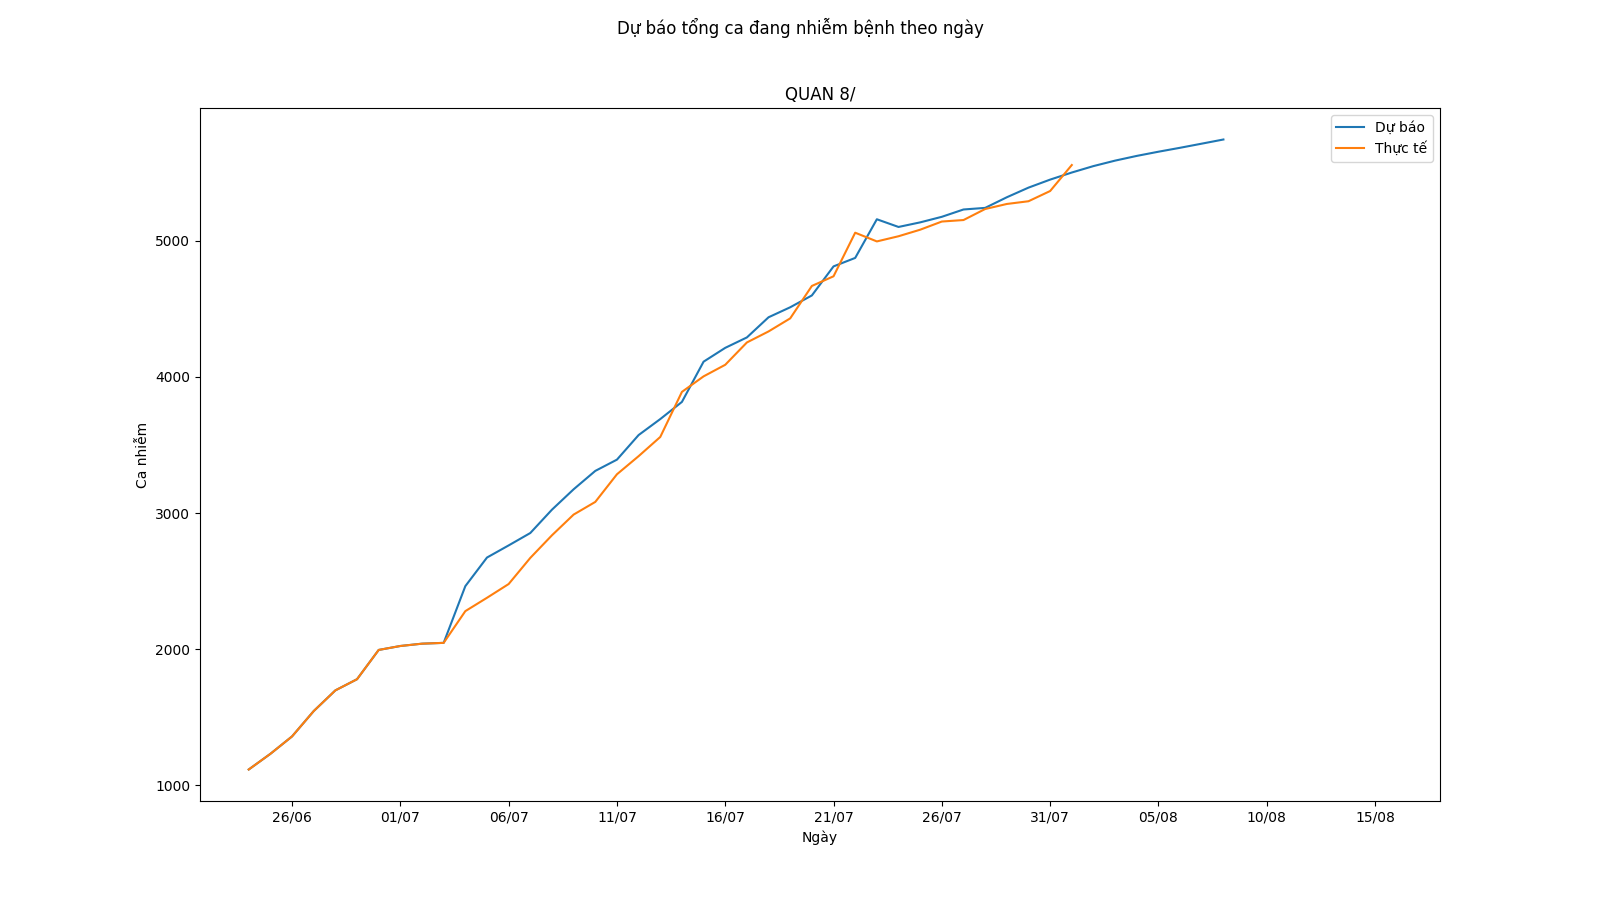 Dự báo tổng ca đang nhiễm bệnh theo ngày
QUAN 8/
Dự báo
Thực tế
5000
4000
3000
2000
1000
Ca nhiễm
26/06 01/07 06/07 11/07 16/07 21/07 26/07 31/07 05/08 10/08 15/08
Ngày